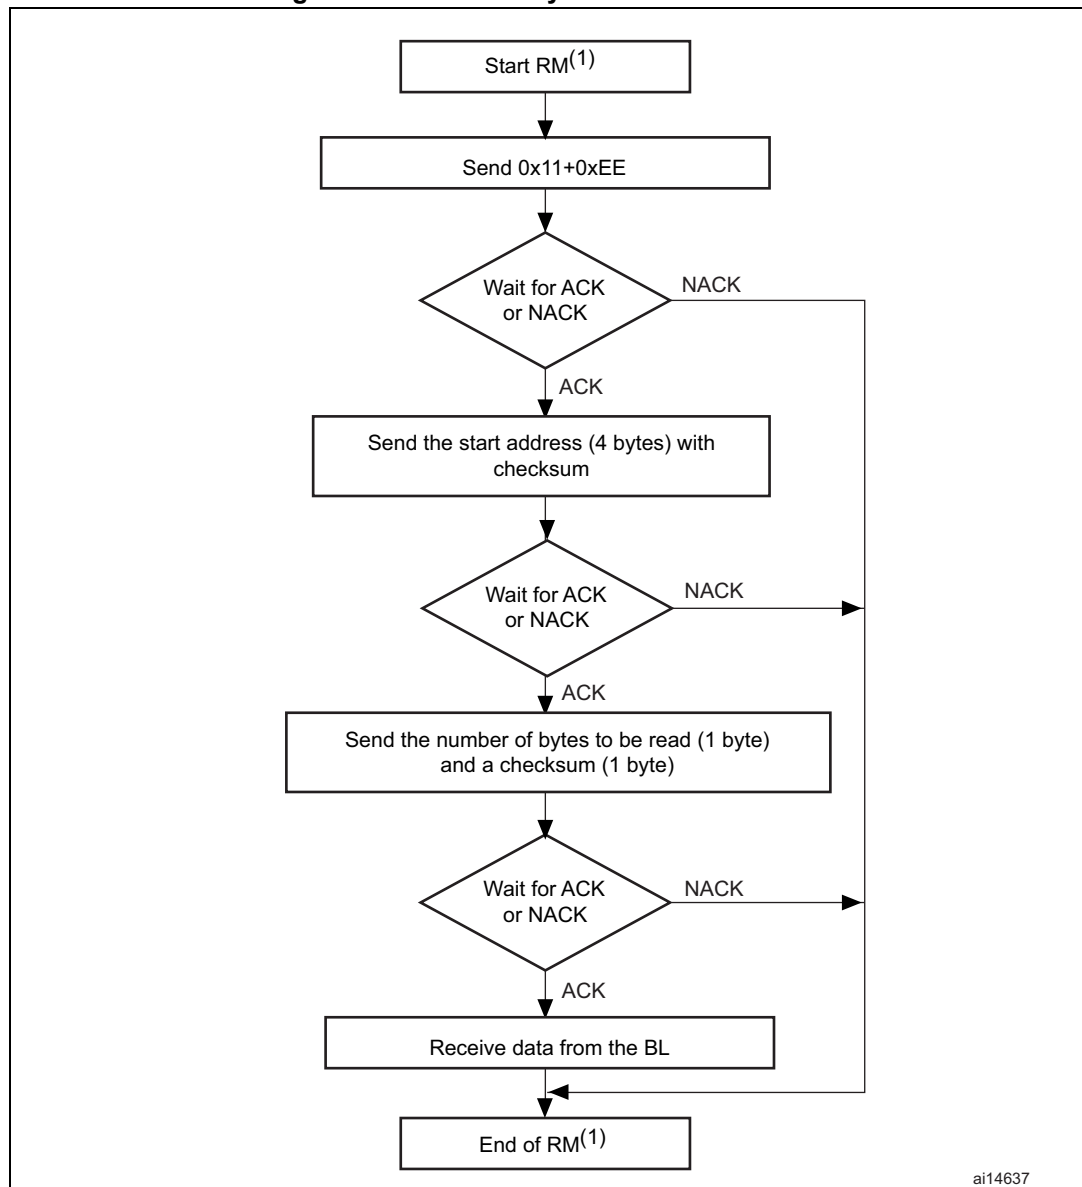 Start RM(1)
Send 0x11+0xEE
Wait for ACK
or NACK
NACK
ACK
Send the start address (4 bytes) with
checksum
Wait for ACK
or NACK
NACK
ACK
Send the number of bytes to be read (1 byte)
and a checksum (1 byte)
Wait for ACK
or NACK
NACK
ACK
Receive data from the BL
End of RM(1)
ai14637